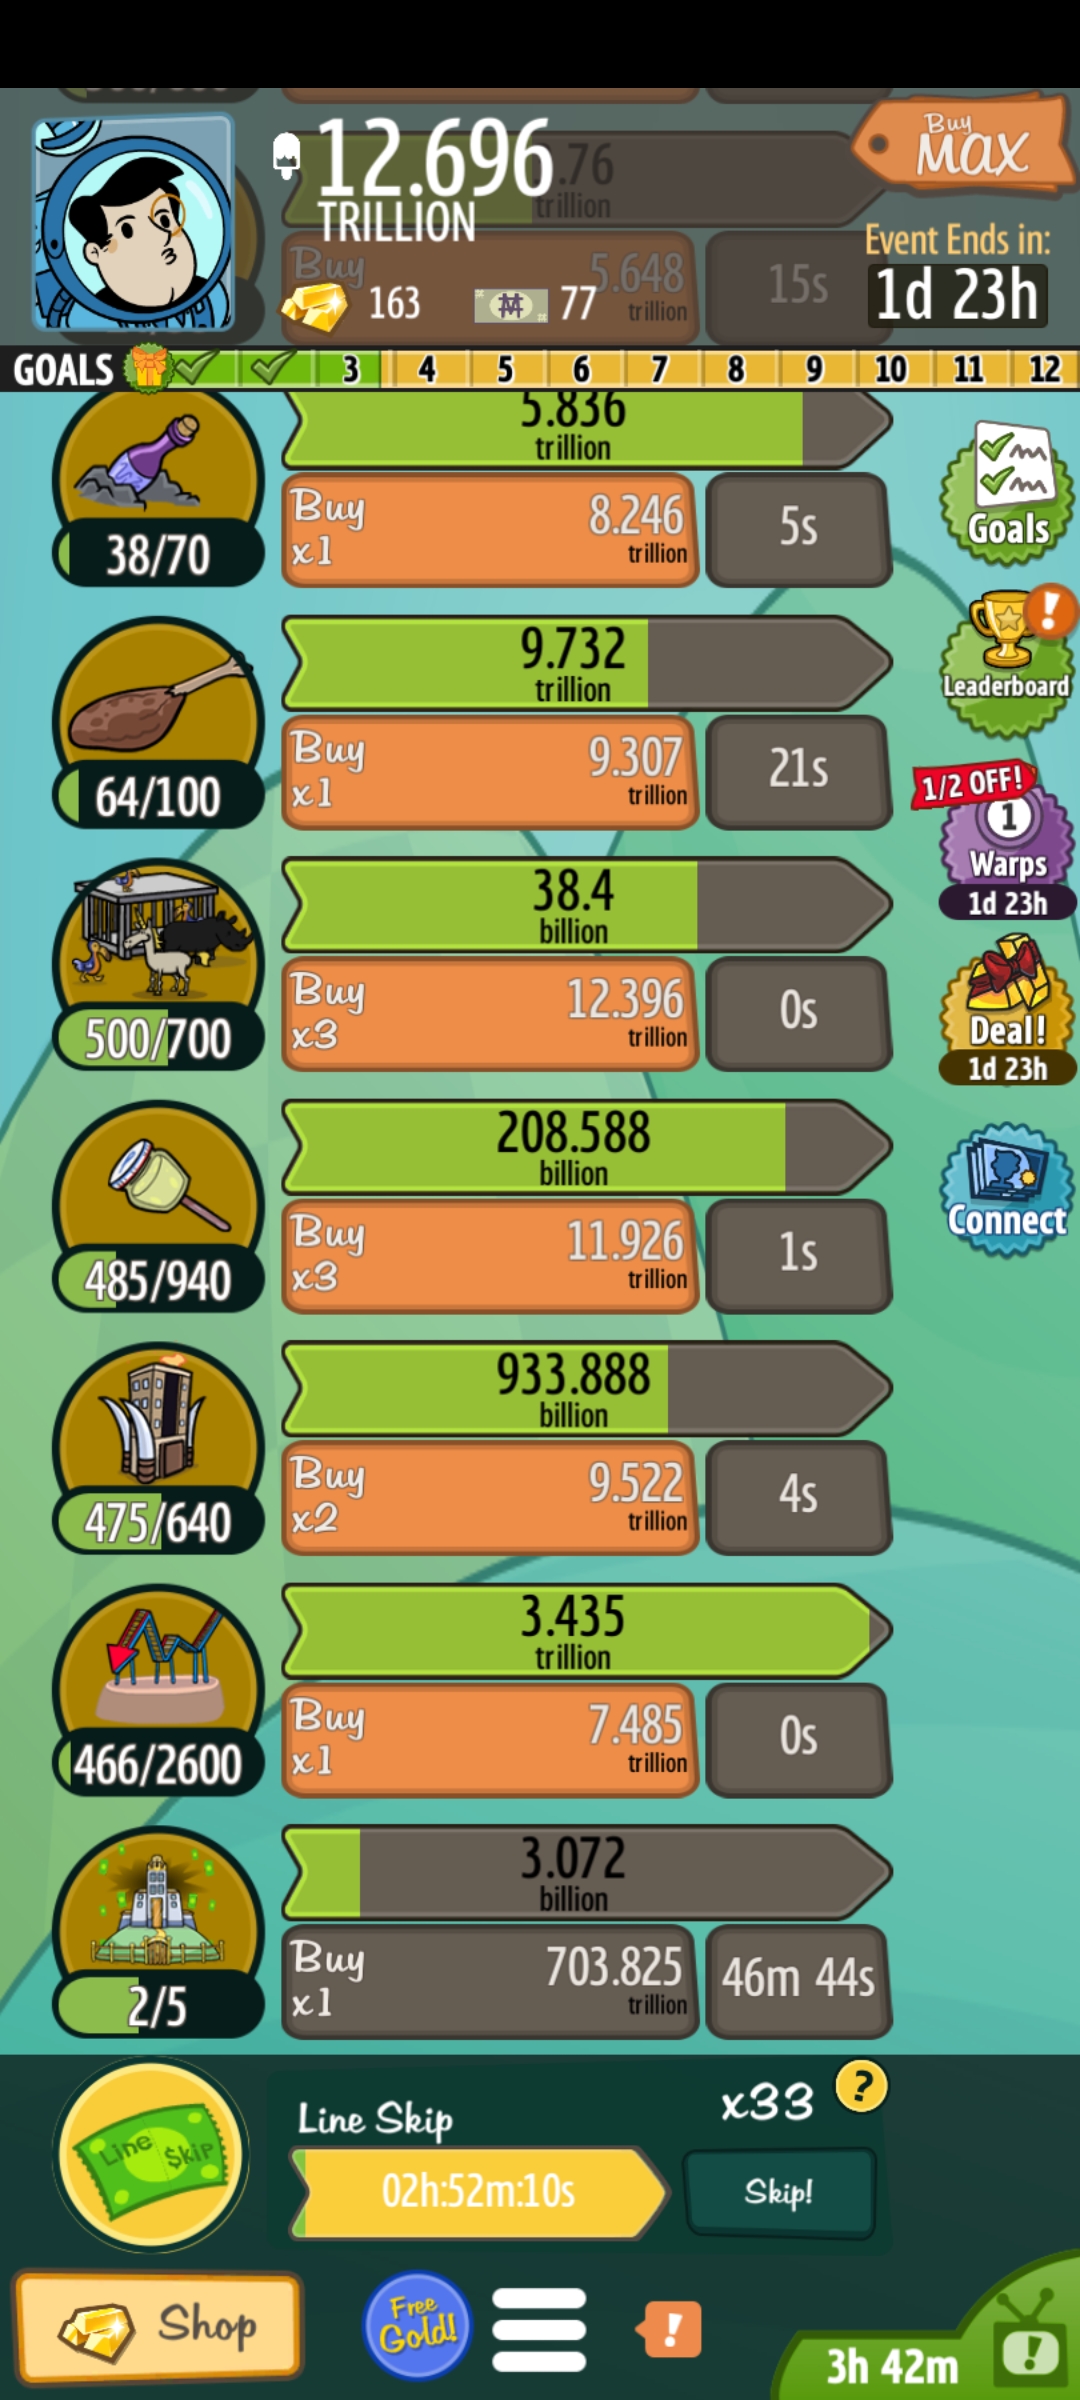 12.696
TRILLION
.76
trillion
Buy
5.648
trillion
15s
163
77
Buy
MAX
Event Ends in:
1d 23h
GOALS
3 4 5 6 7 8 9 10 11 12
5.836
trillion
38/70
Buy
x1
8.246
trillion
5s
Goals
9.732
trillion
64/100
Buy
x1
9.307
trillion
21s
Leaderboard
1/2 OFF!
1
Warps
1d 23h
38.4
billion
500/700
Buy
x3
12.396
trillion
0s
Deal!
1d 23h
208.588
billion
485/940
Buy
x3
11.926
trillion
1s
Connect
933.888
billion
475/640
Buy
x2
9.522
trillion
4s
3.435
trillion
466/2600
Buy
x1
7.485
trillion
0s
3.072
billion
2/5
Buy
x1
703.825
trillion
46m 44s
Line $kip
Line Skip
x33
?
02h:52m:10s
Skip!
Shop
Free
Gold!
!
3h 42m
!